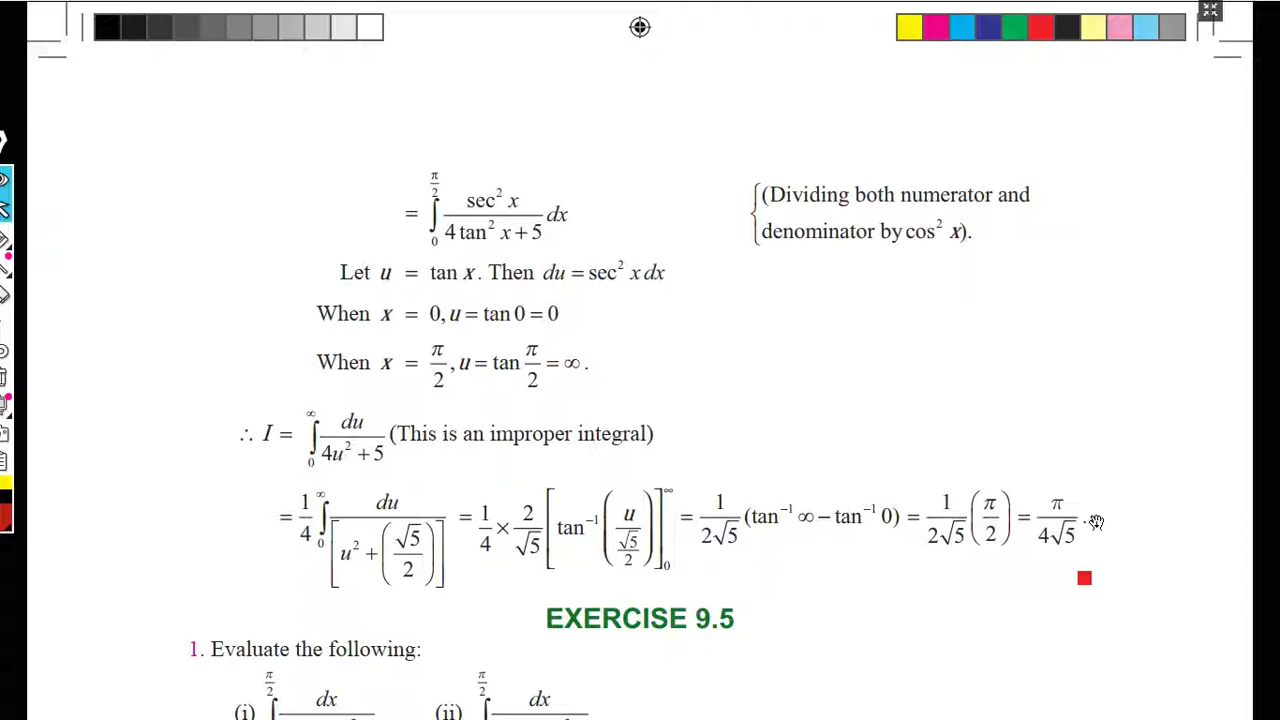 = ∫₀^(π/2) sec² x / (4 tan² x + 5) dx {(Dividing both numerator and
denominator by cos² x).
Let u = tan x. Then du = sec² x dx
When x = 0, u = tan 0 = 0
When x = π/2, u = tan π/2 = ∞.
∴ I = ∫₀^∞ du / (4u² + 5) (This is an improper integral)
= 1/4 ∫₀^∞ du / [u² + (√5/2)] = 1/4 × 2/√5 [tan⁻¹ (u / (√5/2))]₀^∞ = 1/(2√5) (tan⁻¹ ∞ − tan⁻¹ 0) = 1/(2√5) (π/2) = π/(4√5).
EXERCISE 9.5
1. Evaluate the following:
(i) ∫ π/2 dx (ii) ∫ π/2 dx